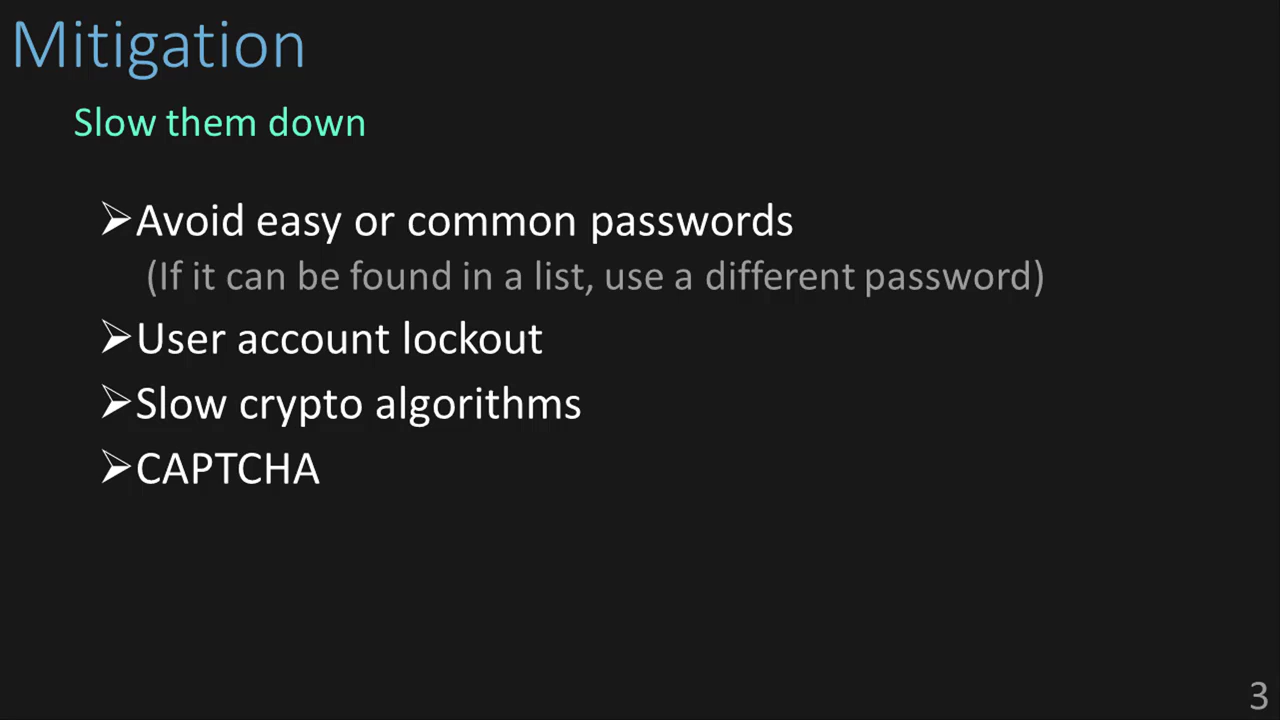 Mitigation
Slow them down
➢Avoid easy or common passwords
(If it can be found in a list, use a different password)
➢User account lockout
➢Slow crypto algorithms
➢CAPTCHA
3